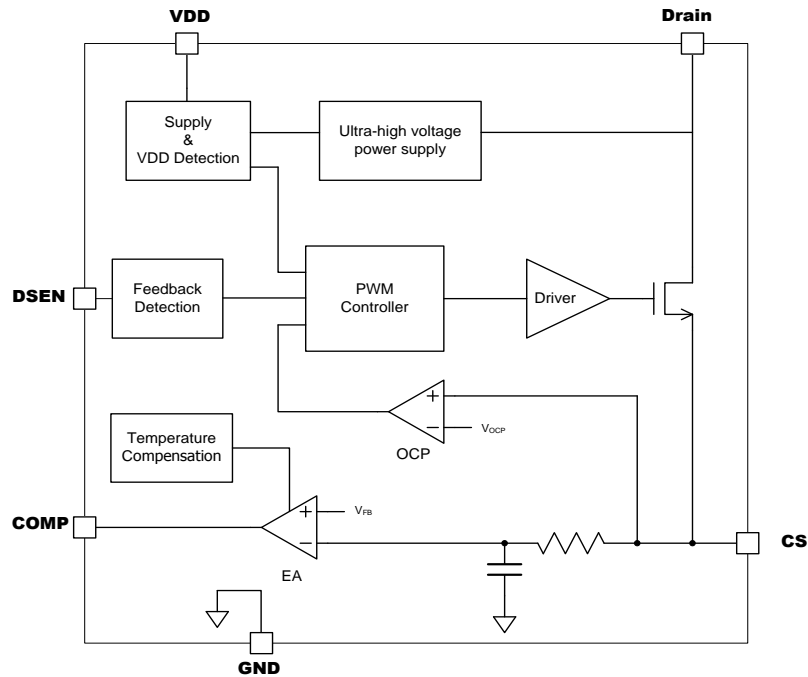 VDD
Drain
Supply
&
VDD Detection
Ultra-high voltage
power supply
DSEN
Feedback
Detection
PWM
Controller
Driver
+
−
VOCP
OCP
Temperature
Compensation
COMP
+
−
VFB
EA
CS
GND